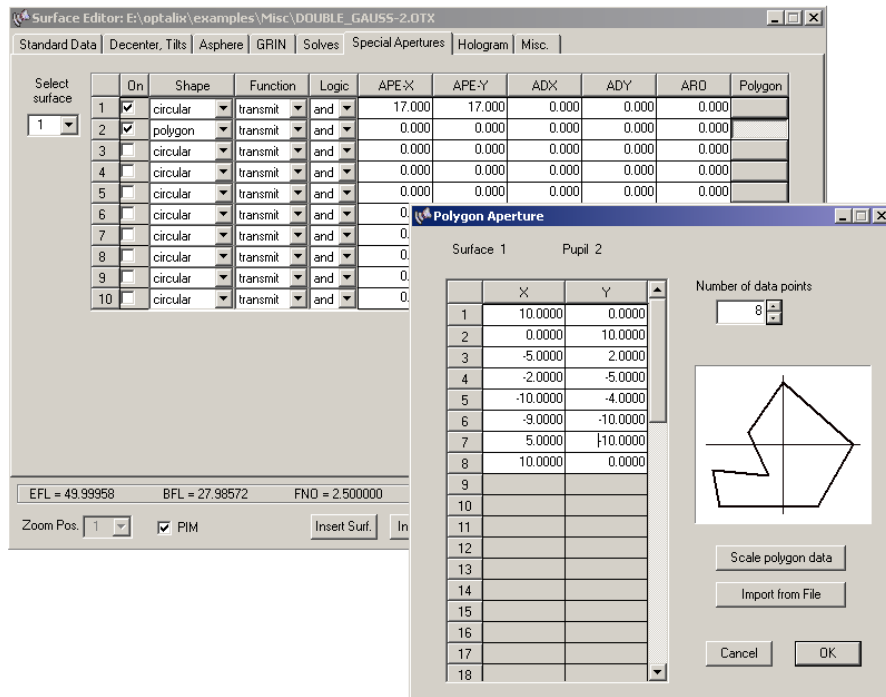 Surface Editor: E:\optalix\examples\Misc\DOUBLE_GAUSS-2.OTX
Standard Data Decenter, Tilts Asphere GRIN Solves Special Apertures Hologram Misc.
Select surface
1
On Shape Function Logic APE-X APE-Y ADX ADY ARO Polygon
1 circular transmit and 17.000 17.000 0.000 0.000 0.000
2 polygon transmit and 0.000 0.000 0.000 0.000 0.000
3 circular transmit and 0.000 0.000 0.000 0.000 0.000
4 circular transmit and 0.000 0.000 0.000 0.000 0.000
5 circular transmit and 0.000 0.000 0.000 0.000 0.000
6 circular transmit and 0.
7 circular transmit and 0.
8 circular transmit and 0.
9 circular transmit and 0.
10 circular transmit and 0.
EFL = 49.99958 BFL = 27.98572 FNO = 2.500000
Zoom Pos. 1 PIM Insert Surf. In
Polygon Aperture
Surface 1 Pupil 2
X Y
1 10.0000 0.0000
2 0.0000 10.0000
3 -5.0000 2.0000
4 -2.0000 -5.0000
5 -10.0000 -4.0000
6 -9.0000 -10.0000
7 5.0000 -10.0000
8 10.0000 0.0000
9
10
11
12
13
14
15
16
17
18
Number of data points
8
Scale polygon data
Import from File
Cancel OK